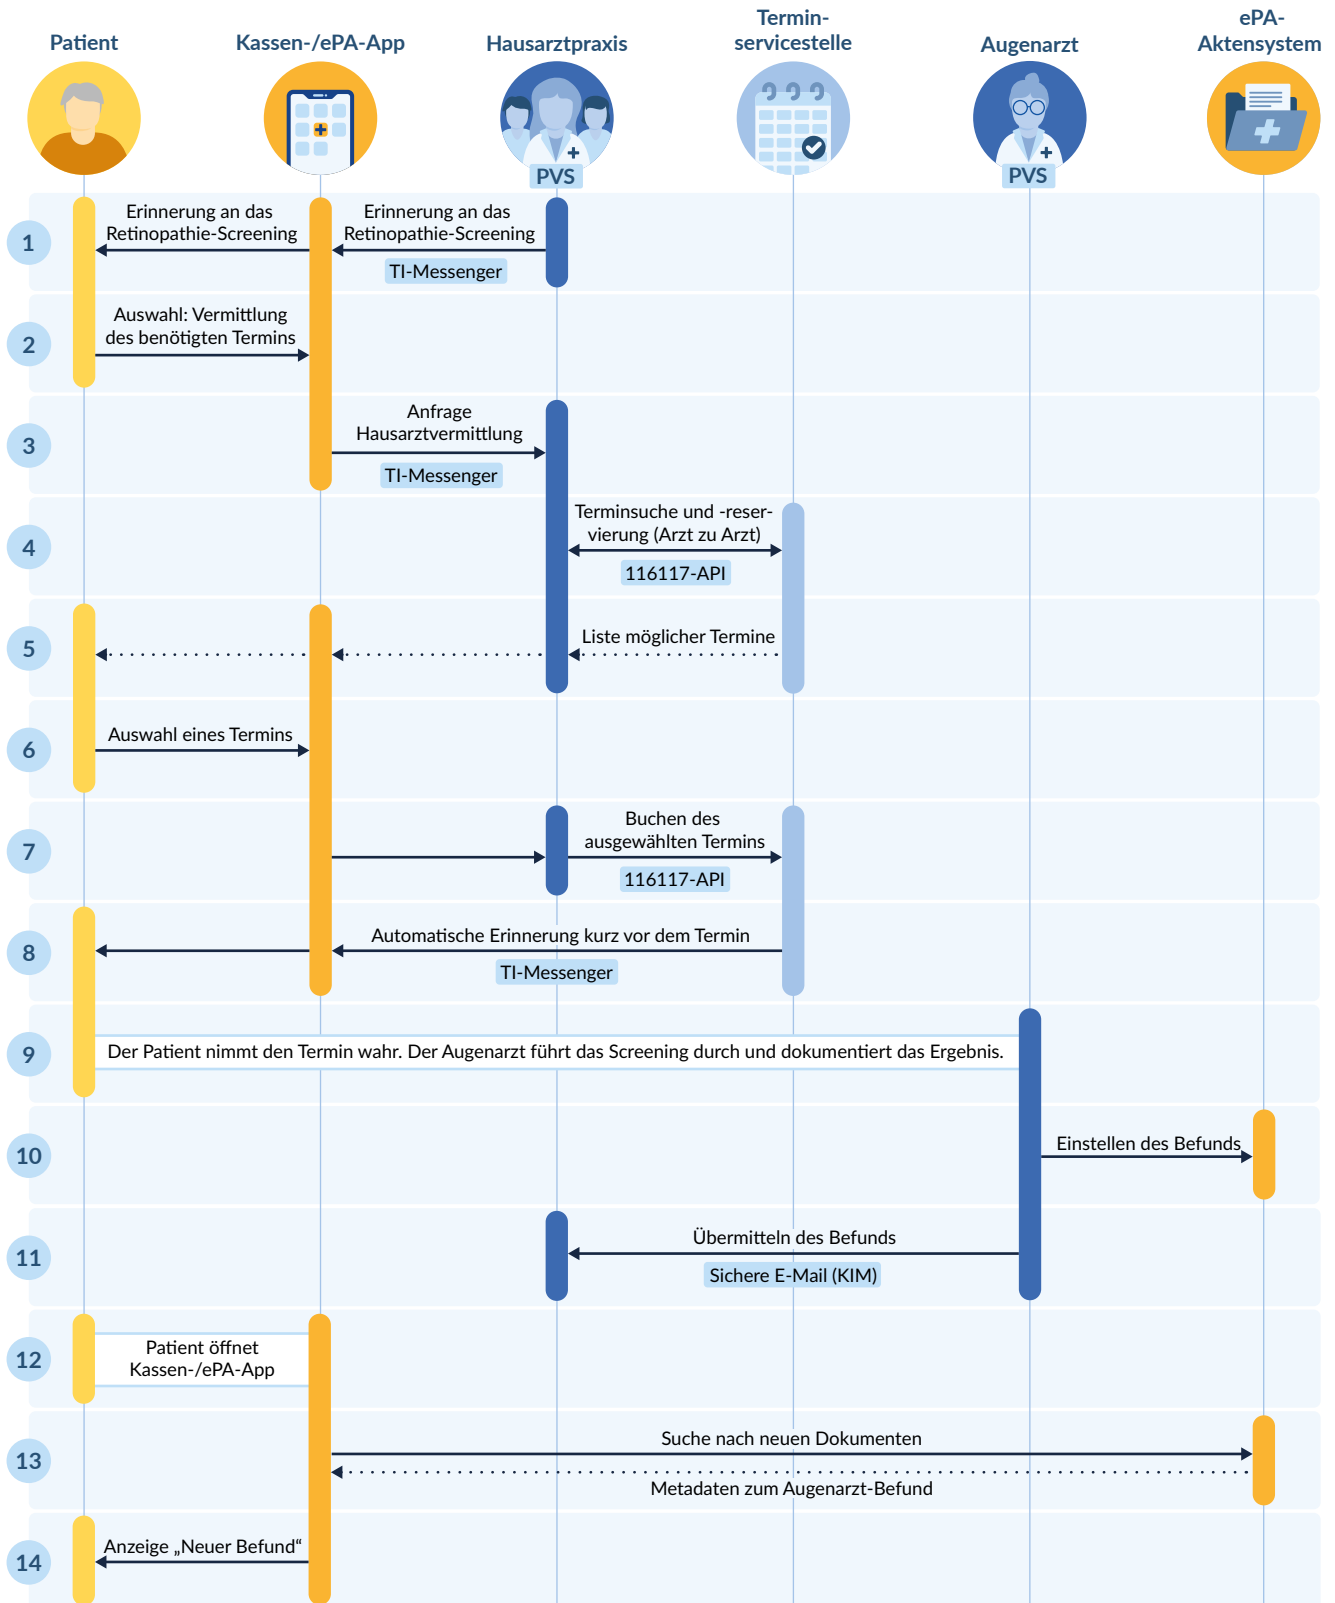 Patient
Kassen-/ePA-App
Hausarztpraxis
Termin-
servicestelle
Augenarzt
ePA-
Aktensystem
PVS
PVS
1
Erinnerung an das
Retinopathie-Screening
Erinnerung an das
Retinopathie-Screening
TI-Messenger
2
Auswahl: Vermittlung
des benötigten Termins
3
Anfrage
Hausarztvermittlung
TI-Messenger
4
Terminsuche und -reser-
vierung (Arzt zu Arzt)
116117-API
5
Liste möglicher Termine
6
Auswahl eines Termins
7
Buchen des
ausgewählten Termins
116117-API
8
Automatische Erinnerung kurz vor dem Termin
TI-Messenger
9
Der Patient nimmt den Termin wahr. Der Augenarzt führt das Screening durch und dokumentiert das Ergebnis.
10
Einstellen des Befunds
11
Übermitteln des Befunds
Sichere E-Mail (KIM)
12
Patient öffnet
Kassen-/ePA-App
13
Suche nach neuen Dokumenten
Metadaten zum Augenarzt-Befund
14
Anzeige „Neuer Befund“